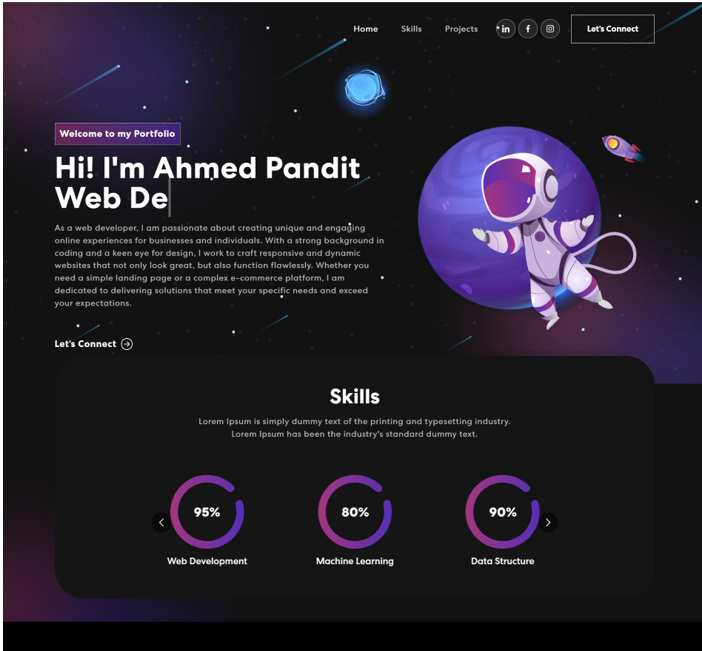 Home Skills Projects in f Let's Connect
Welcome to my Portfolio
Hi! I'm Ahmed Pandit
Web De
As a web developer, I am passionate about creating unique and engaging
online experiences for businesses and individuals. With a strong background in
coding and a keen eye for design, I work to craft responsive and dynamic
websites that not only look great, but also function flawlessly. Whether you
need a simple landing page or a complex e-commerce platform, I am
dedicated to delivering solutions that meet your specific needs and exceed
your expectations.
Let's Connect
Skills
Lorem Ipsum is simply dummy text of the printing and typesetting industry.
Lorem Ipsum has been the industry's standard dummy text.
95% 80% 90%
Web Development Machine Learning Data Structure